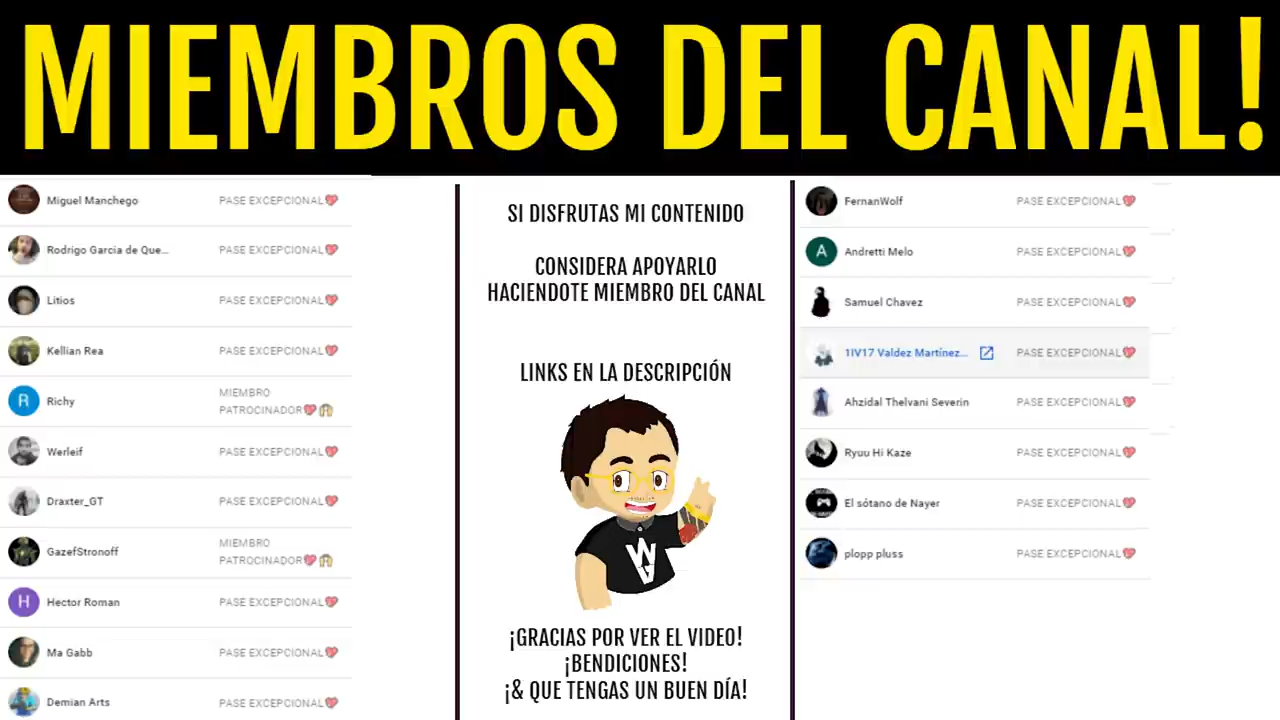 MIEMBROS DEL CANAL!
Miguel Manchego PASE EXCEPCIONAL💖
Rodrigo Garcia de Que... PASE EXCEPCIONAL💖
Litios PASE EXCEPCIONAL💖
Kellian Rea PASE EXCEPCIONAL💖
R Richy MIEMBRO
PATROCINADOR💖🙌
Werleif PASE EXCEPCIONAL💖
Draxter_GT PASE EXCEPCIONAL💖
GazefStronoff MIEMBRO
PATROCINADOR💖🙌
H Hector Roman PASE EXCEPCIONAL💖
Ma Gabb PASE EXCEPCIONAL💖
Demian Arts PASE EXCEPCIONAL💖
SI DISFRUTAS MI CONTENIDO
CONSIDERA APOYARLO
HACIENDOTE MIEMBRO DEL CANAL
LINKS EN LA DESCRIPCIÓN
W
¡GRACIAS POR VER EL VIDEO!
¡BENDICIONES!
¡& QUE TENGAS UN BUEN DÍA!
FernanWolf PASE EXCEPCIONAL💖
A Andretti Melo PASE EXCEPCIONAL💖
Samuel Chavez PASE EXCEPCIONAL💖
1IV17 Valdez Martínez... PASE EXCEPCIONAL💖
Ahzidal Thelvani Severin PASE EXCEPCIONAL💖
Ryuu Hi Kaze PASE EXCEPCIONAL💖
El sótano de Nayer PASE EXCEPCIONAL💖
plopp pluss PASE EXCEPCIONAL💖